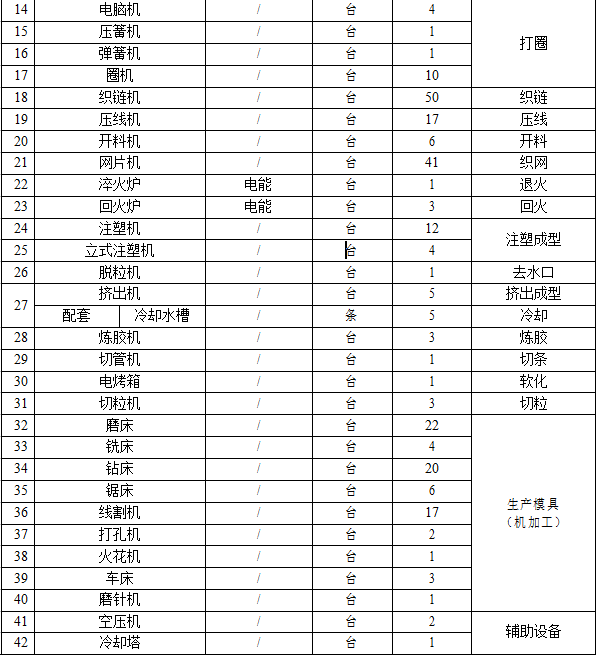 14 电脑机 / 台 4
15 压簧机 / 台 1
打圈
16 弹簧机 / 台 1
17 圈机 / 台 10
18 织链机 / 台 50 织链
19 压线机 / 台 17 压线
20 开料机 / 台 6 开料
21 网片机 / 台 41 织网
22 淬火炉 电能 台 1 退火
23 回火炉 电能 台 3 回火
24 注塑机 / 台 12
注塑成型
25 立式注塑机 / 台 4
26 脱粒机 / 台 1 去水口
27 挤出机 / 台 5 挤出成型
配套 冷却水槽 / 条 5 冷却
28 炼胶机 / 台 3 炼胶
29 切管机 / 台 1 切条
30 电烤箱 / 台 1 软化
31 切粒机 / 台 3 切粒
32 磨床 / 台 22
33 铣床 / 台 4
34 钻床 / 台 20
35 锯床 / 台 6
36 线割机 / 台 17
生产模具
（机加工）
37 打孔机 / 台 2
38 火花机 / 台 1
39 车床 / 台 3
40 磨针机 / 台 1
41 空压机 / 台 2
辅助设备
42 冷却塔 / 台 1